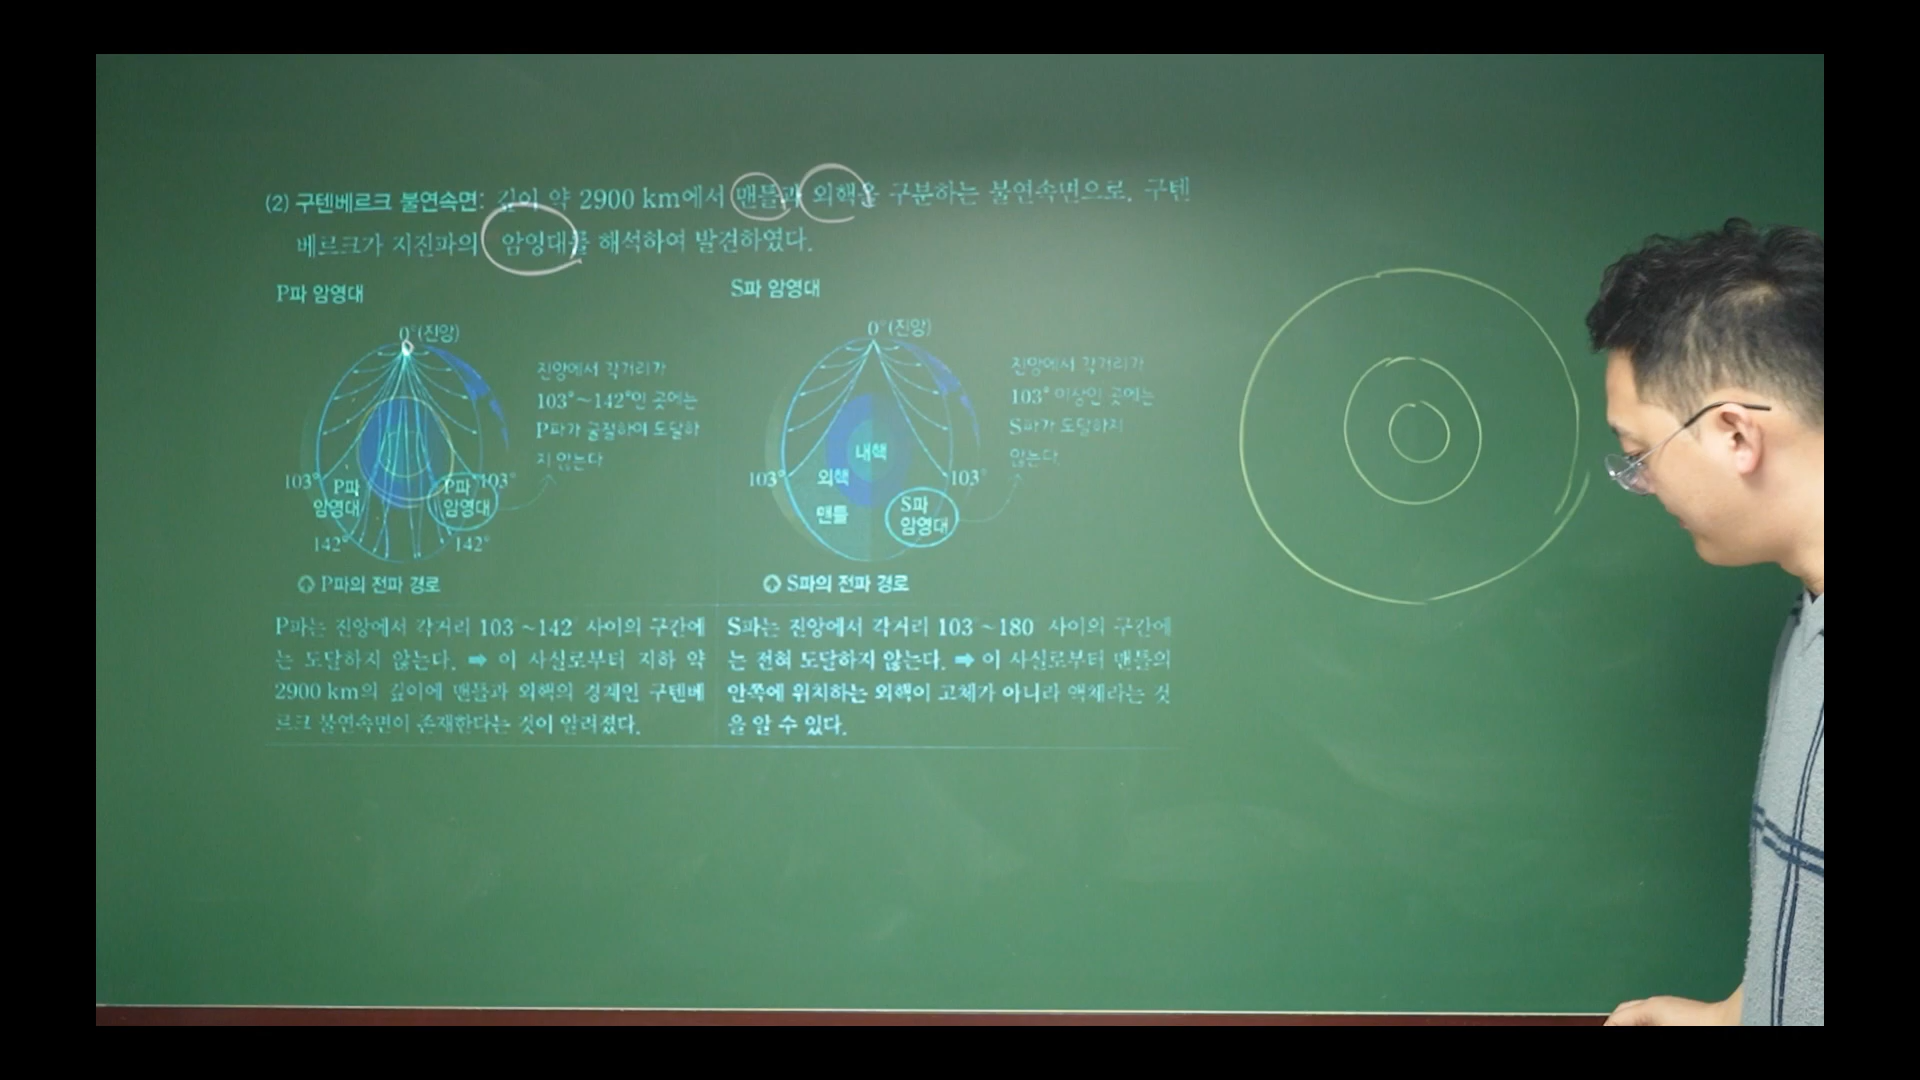 (2) 구텐베르크 불연속면: 깊이 약 2900 km에서 맨틀과 외핵을 구분하는 불연속면으로, 구텐
베르크가 지진파의 암영대를 해석하여 발견하였다.
P파 암영대
0°(진앙)
진앙에서 각거리가
103°~142°인 곳에는
P파가 굴절하여 도달하
지 않는다
103°
P파
암영대
P파
암영대
103°
142°
142°
P파의 전파 경로
P파는 진앙에서 각거리 103°~142° 사이의 구간에
는 도달하지 않는다. ➡ 이 사실로부터 지하 약
2900 km의 깊이에 맨틀과 외핵의 경계인 구텐베
르크 불연속면이 존재한다는 것이 알려졌다.
S파 암영대
0°(진앙)
진앙에서 각거리가
103° 이상인 곳에는
S파가 도달하지
않는다
내핵
외핵
맨틀
103°
103°
S파
암영대
S파의 전파 경로
S파는 진앙에서 각거리 103°~180° 사이의 구간에
는 전혀 도달하지 않는다. ➡ 이 사실로부터 맨틀의
안쪽에 위치하는 외핵이 고체가 아니라 액체라는 것
을 알 수 있다.